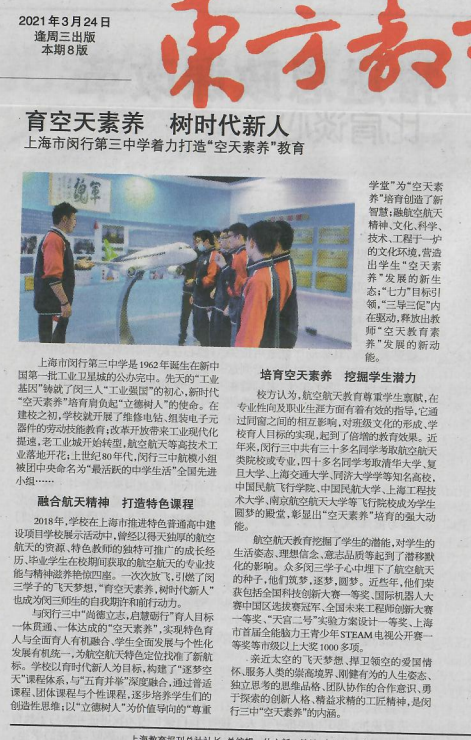 2021年3月24日
逢周三出版
本期8版
東方教
育空天素养 树时代新人
上海市闵行第三中学着力打造“空天素养”教育
上海市闵行第三中学是1962年诞生在新中
国第一批工业卫星城的公办完中。先天的“工业
基因”铸就了闵三人“工业强国”的初心,新时代
“空天素养”培育肩负起“立德树人”的使命。在
建校之初,学校就开展了维修电钻、组装电子元
器件的劳动技能教育;改革开放带来工业现代化
提速,老工业城开始转型,航空航天等高技术工
业落地开花;上世纪80年代,闵行三中航模小组
被团中央命名为“最活跃的中学生活”全国先进
小组……
融合航天精神 打造特色课程
2018年,学校在上海市推进特色普通高中建
设项目学校展示活动中,曾经以得天独厚的航空
航天的资源、特色教师的独特可推广的成长经
历、毕业学生在校期间获取的航空航天的专业技
能与精神滋养艳惊四座。一次次放飞,引燃了闵
三学子的飞天梦想,“育空天素养,树时代新人”
也成为闵三师生的自我期许和前行动力。
与闵行三中“尚德立志,启慧砺行”育人目标
一体贯通、一体达成的“空天素养”,实现特色育
人与全面育人有机融合、学生全面发展与个性化
发展有机统一,为航空航天特色定位找准了新航
标。学校以育时代新人为目标,构建了“逐梦空
天”课程体系,与“五育并举”深度融合,通过普适
课程、团体课程与个性课程,逐步培养学生们的
创造性思维;以“立德树人”为价值导向的“尊重
学堂”为“空天素
养”培育创造了新
智慧;融航空航天
精神、文化、科学、
技术、工程于一炉
的文化环境,营造
出学生“空天素
养”发展的新生
态;“七力”目标引
领,“三导三促”内
在驱动,释放出教
师“空天教育素
养”发展的新动
能。
培育空天素养 挖掘学生潜力
校方认为,航空航天教育尊重学生禀赋,在
专业性向及职业生涯方面有着有效的指导,它通
过同窗之间的相互影响,对班级文化的形成、学
校育人目标的实现,起到了倍增的教育效果。近
年来,闵行三中共有三十多名同学考取航空航天
类院校或专业,四十多名同学考取清华大学、复
旦大学、上海交通大学、同济大学等知名高校,
中国民航飞行学院、中国民航大学、上海工程技
术大学、南京航空航天大学等飞行院校成为学生
圆梦的殿堂,彰显出“空天素养”培育的强大动
能。
航空航天教育挖掘了学生的潜能,对学生的
生活姿态、理想信念、意志品质等起到了潜移默
化的影响。众多闵三学子心中埋下了航空航天
的种子,他们筑梦,逐梦,圆梦。近些年,他们荣
获包括全国科技创新大赛一等奖、国际机器人大
赛中国区选拔赛冠军、全国未来工程师创新大赛
一等奖、“天宫二号”实验方案设计一等奖、上海
市首届全能脑力王青少年STEAM电视公开赛一
等奖等市级以上大奖1000多项。
亲近太空的飞天梦想、捍卫领空的爱国情
怀、服务人类的崇高境界、刚健有为的人生姿态、
独立思考的思维品格、团队协作的合作意识、勇
于探索的创新人格、精益求精的工匠精神,是闵
行三中“空天素养”的内涵。